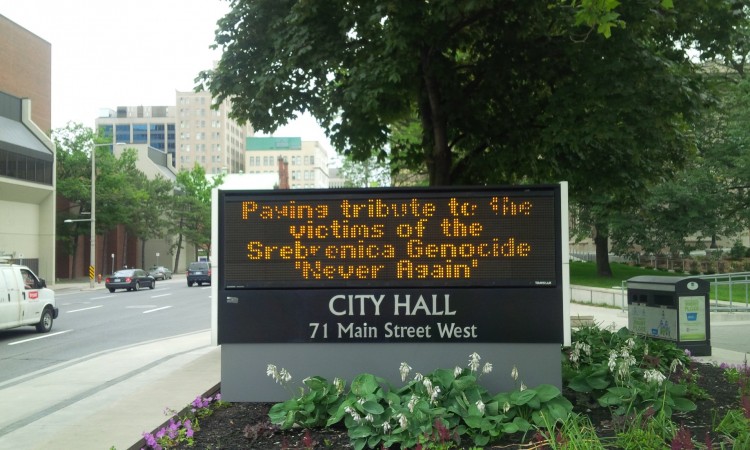 Paying tribute to the
victims of the
Srebrenica Genocide
"Never Again"
CITY HALL
71 Main Street West